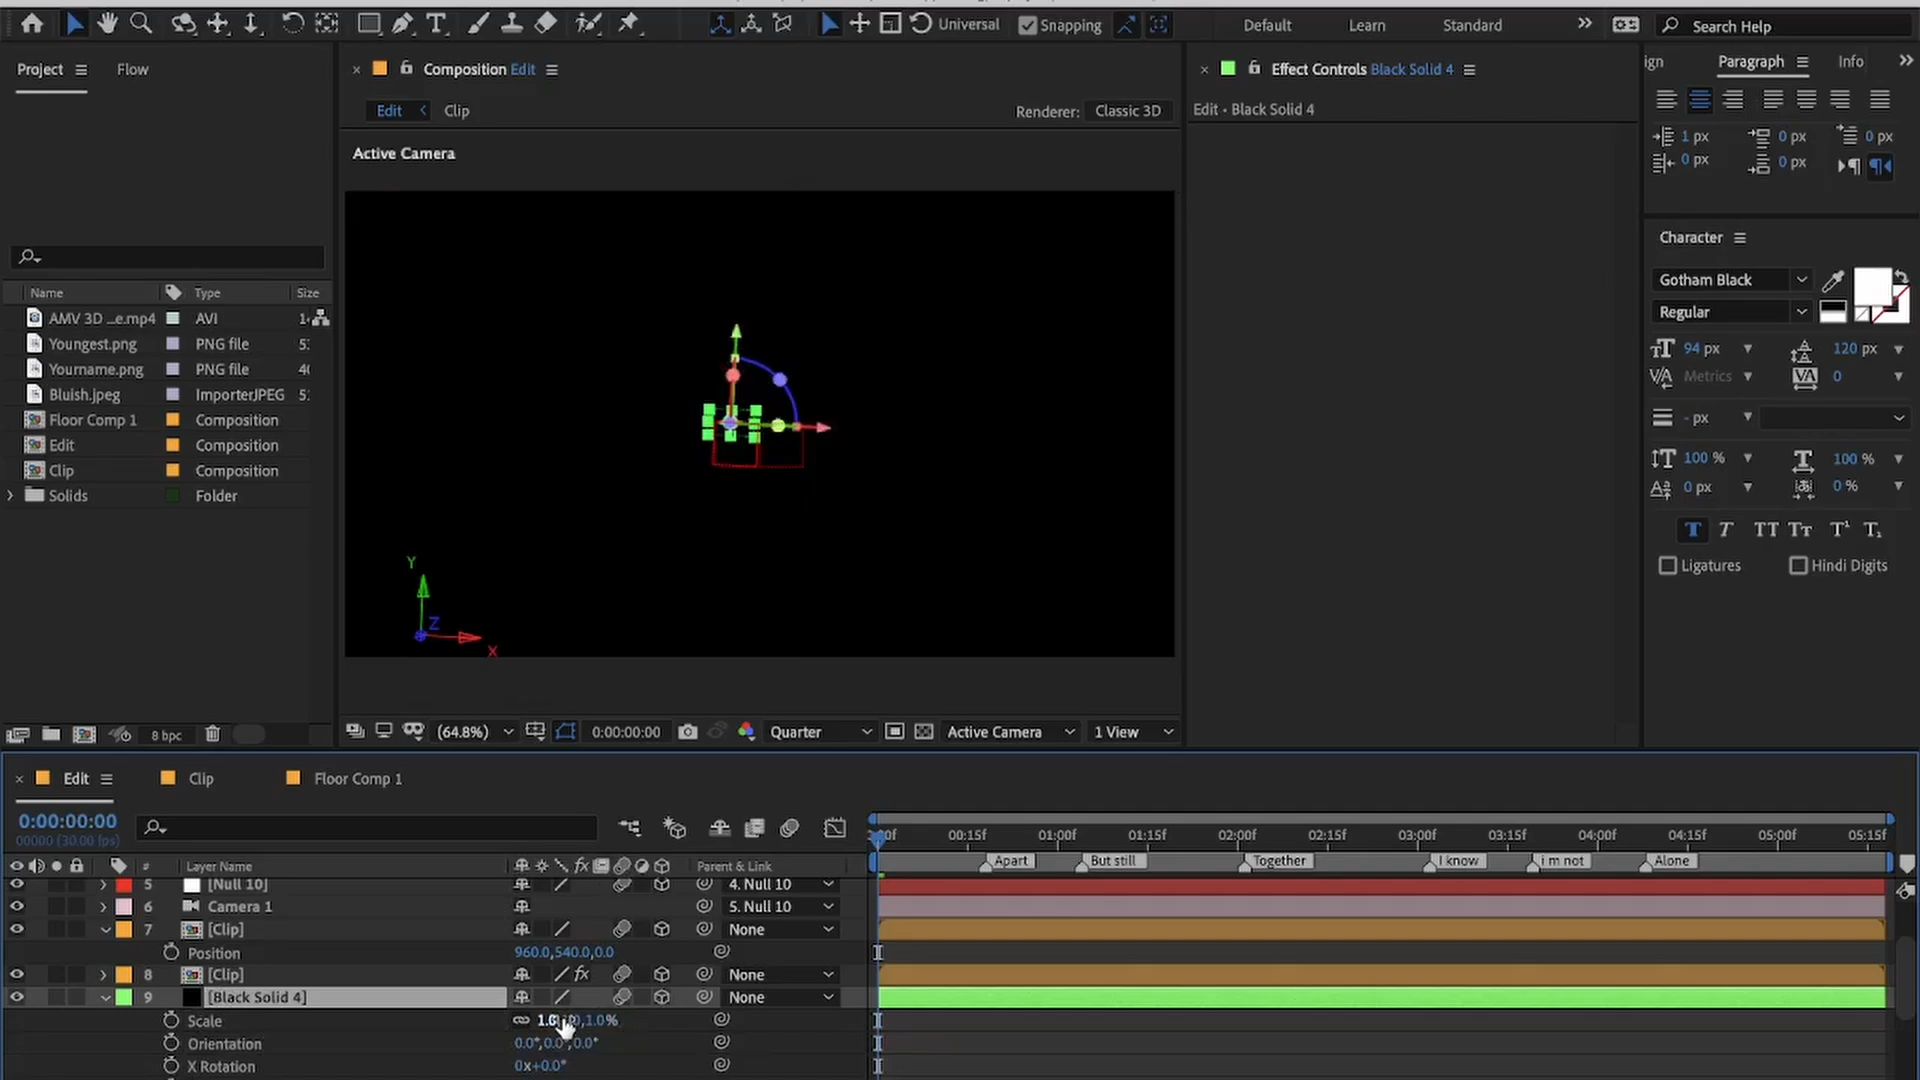 Universal
Snapping
Default
Learn
Standard
Search Help
Project
Flow
Composition Edit
Effect Controls Black Solid 4
ign
Paragraph
Info
Edit
Clip
Renderer:
Classic 3D
Edit • Black Solid 4
1 px
0 px
0 px
0 px
0 px
Active Camera
Character
Gotham Black
Regular
Name
Type
Size
AMV 3D ...e.mp4
AVI
Youngest.png
PNG file
Yourname.png
PNG file
Bluish.jpeg
ImporterJPEG
Floor Comp 1
Composition
Edit
Composition
Clip
Composition
Solids
Folder
94 px
120 px
Metrics
0
- px
100 %
100 %
0 px
0 %
Ligatures
Hindi Digits
Y
Z
X
8 bpc
(64.8%)
0:00:00:00
Quarter
Active Camera
1 View
Edit
Clip
Floor Comp 1
0:00:00:00
00000 (30.00 fps)
00:15f
01:00f
01:15f
02:00f
02:15f
03:00f
03:15f
04:00f
04:15f
05:00f
05:15f
Apart
But still
Together
I know
i m not
Alone
#
Layer Name
Parent & Link
5
[Null 10]
4. Null 10
6
Camera 1
5. Null 10
7
[Clip]
None
Position
960.0,540.0,0.0
8
[Clip]
None
9
[Black Solid 4]
None
Scale
Orientation
0.0°,0.0°,0.0°
X Rotation
0x+0.0°